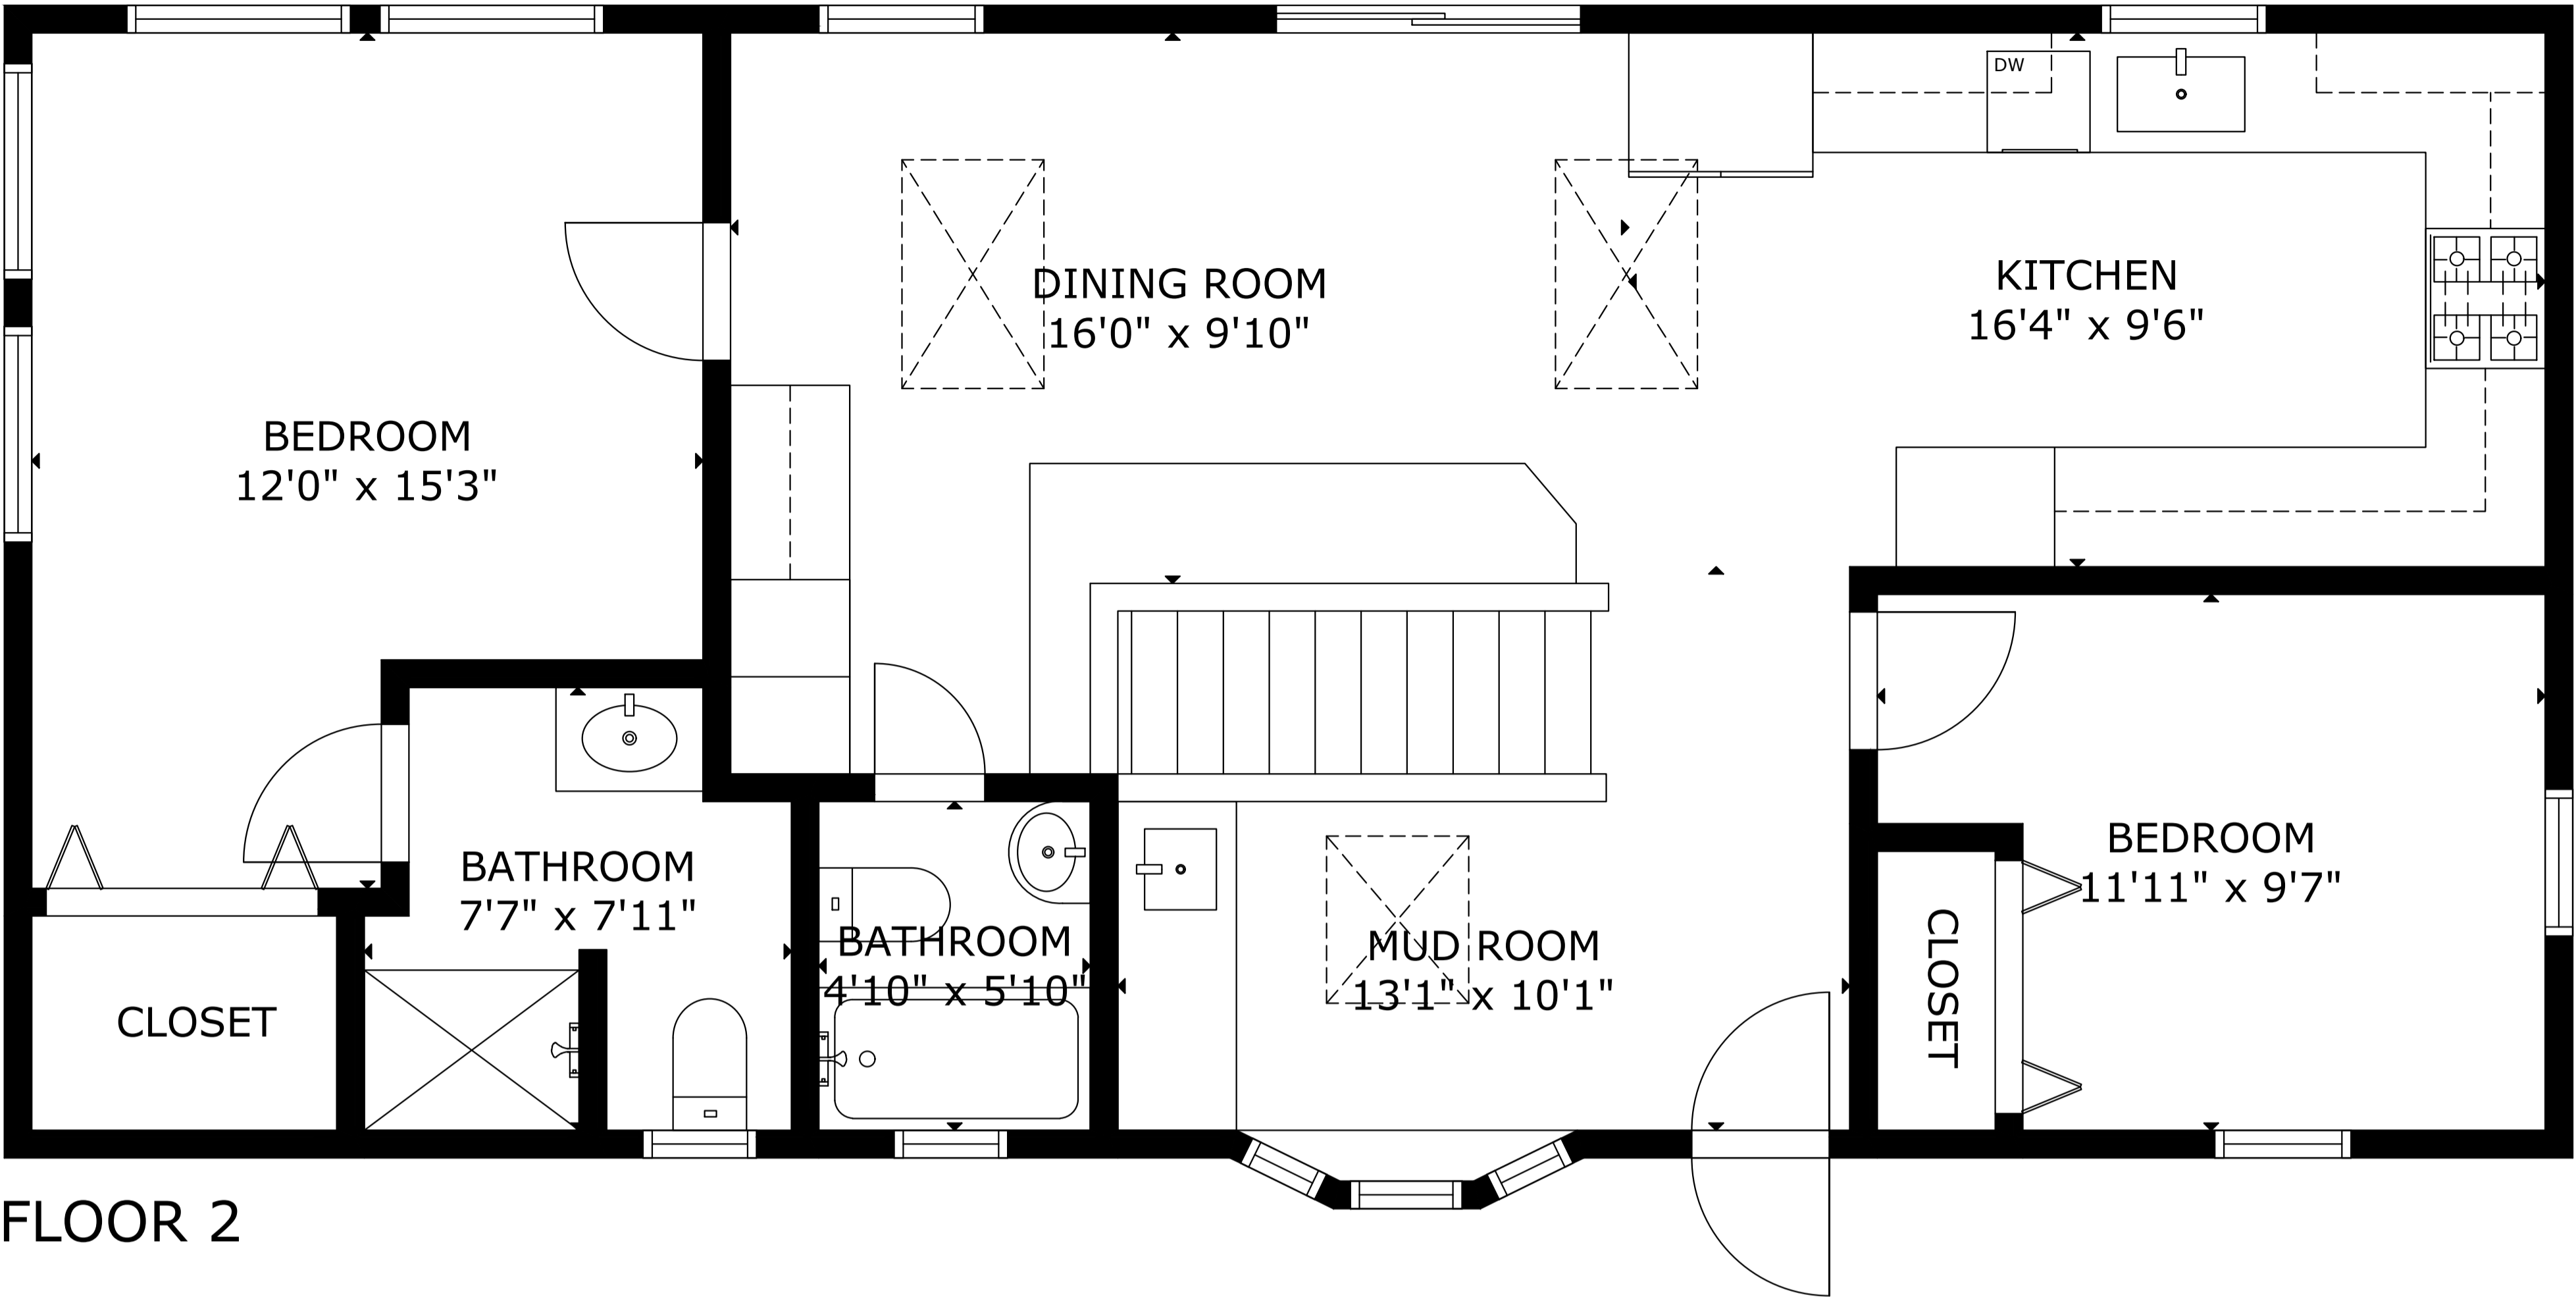 DW
DINING ROOM
16'0" x 9'10"
KITCHEN
16'4" x 9'6"
BEDROOM
12'0" x 15'3"
BATHROOM
7'7" x 7'11"
BATHROOM
4'10" x 5'10"
MUD ROOM
13'1" x 10'1"
BEDROOM
11'11" x 9'7"
CLOSET
CLOSET
FLOOR 2